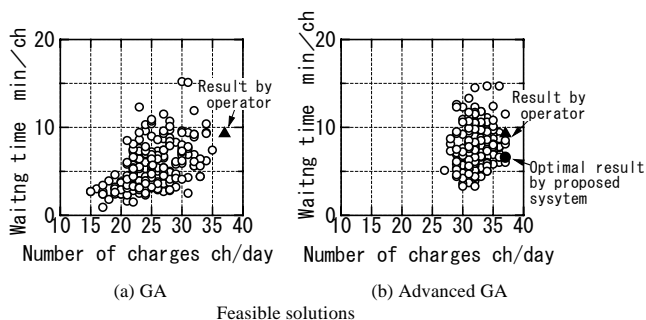 Waitng time min/ch
20
10
0
10 15 20 25 30 35 40
Number of charges ch/day
Result by
operator
(a) GA
Waiting time min/ch
20
10
0
10 15 20 25 30 35 40
Number of charges ch/day
Result by
operator
Optimal result
by proposed
sysytem
(b) Advanced GA
Feasible solutions